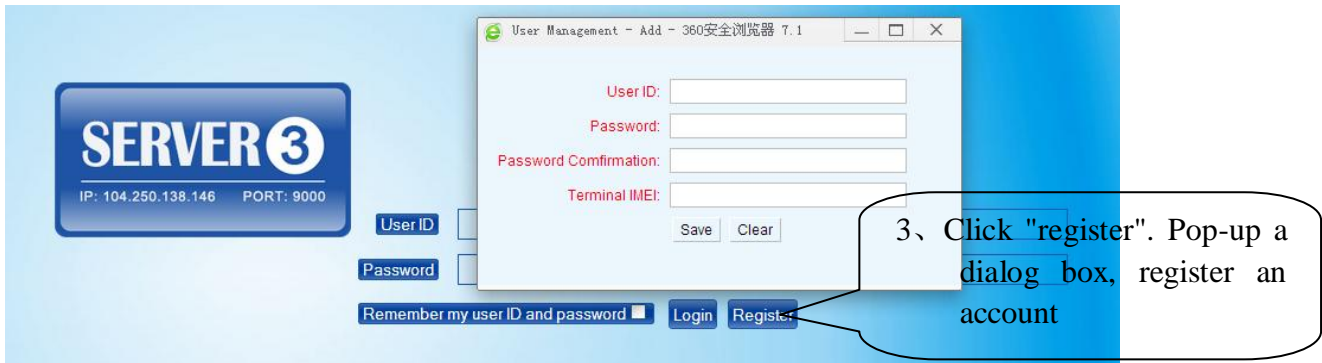 User Management - Add - 360安全浏览器 7.1
User ID:
Password:
Password Comfirmation:
Terminal IMEI:
Save Clear
SERVER 3
IP: 104.250.138.146 PORT: 9000
User ID
Password
Remember my user ID and password
Login Register
3、Click "register". Pop-up a
dialog box, register an
account